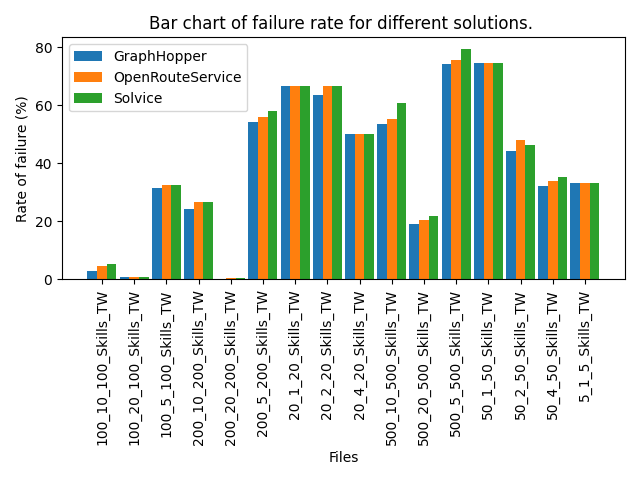 Bar chart of failure rate for different solutions.
GraphHopper
OpenRouteService
Solvice
Rate of failure (%)
80
60
40
20
0
100_10_100_Skills_TW
100_20_100_Skills_TW
100_5_100_Skills_TW
200_10_200_Skills_TW
200_20_200_Skills_TW
200_5_200_Skills_TW
20_1_20_Skills_TW
20_2_20_Skills_TW
20_4_20_Skills_TW
500_10_500_Skills_TW
500_20_500_Skills_TW
500_5_500_Skills_TW
50_1_50_Skills_TW
50_2_50_Skills_TW
50_4_50_Skills_TW
5_1_5_Skills_TW
Files